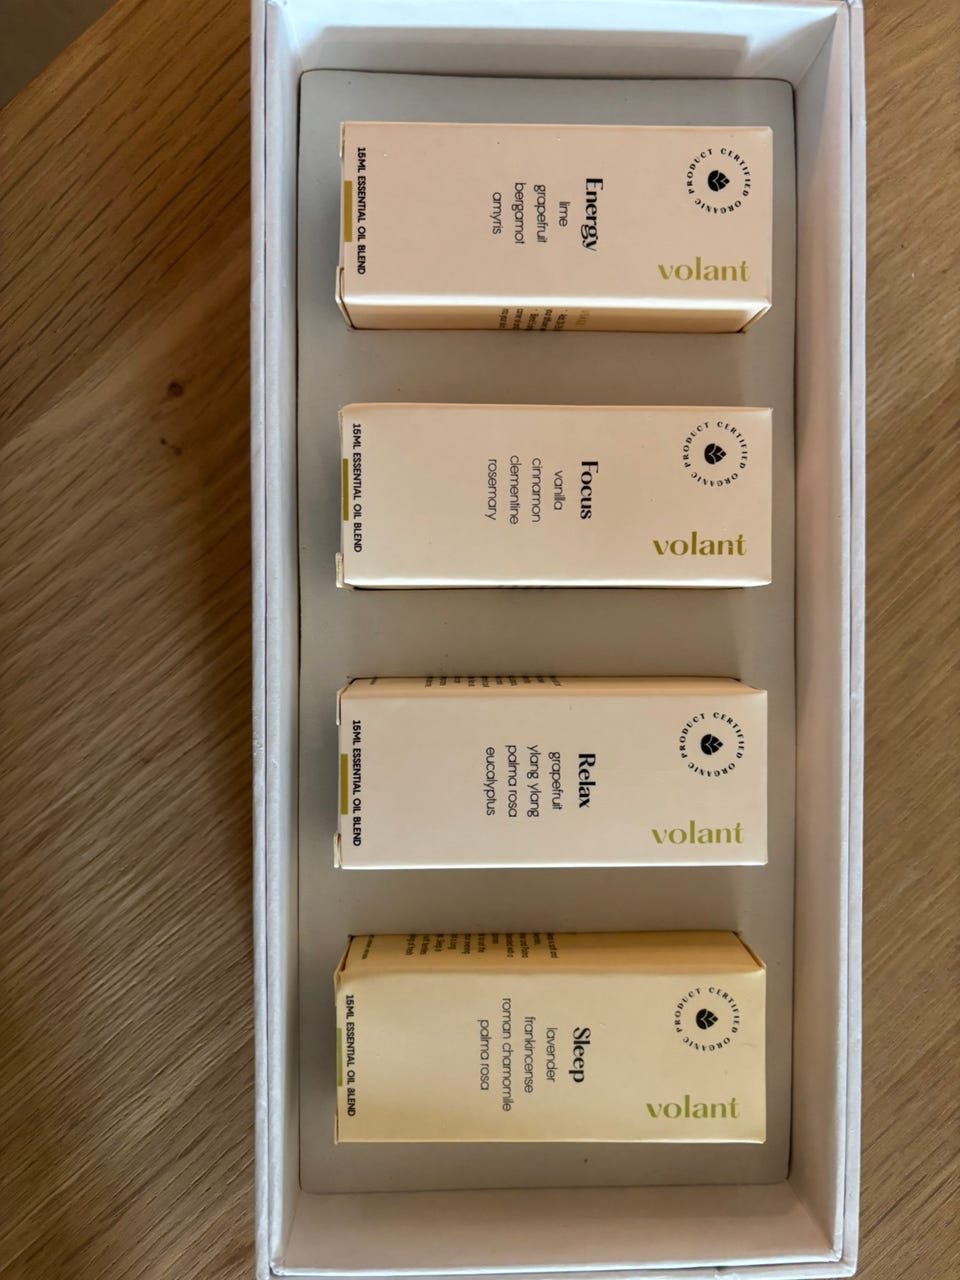 CERTIFIED ORGANIC PRODUCT
volant
Energy
lime
grapefruit
bergamot
amyris
15ML ESSENTIAL OIL BLEND
CERTIFIED ORGANIC PRODUCT
volant
Focus
vanilla
cinnamon
clementine
rosemary
15ML ESSENTIAL OIL BLEND
CERTIFIED ORGANIC PRODUCT
volant
Relax
grapefruit
ylang ylang
palma rosa
eucalyptus
15ML ESSENTIAL OIL BLEND
CERTIFIED ORGANIC PRODUCT
volant
Sleep
lavender
frankincense
roman chamomile
palma rosa
15ML ESSENTIAL OIL BLEND